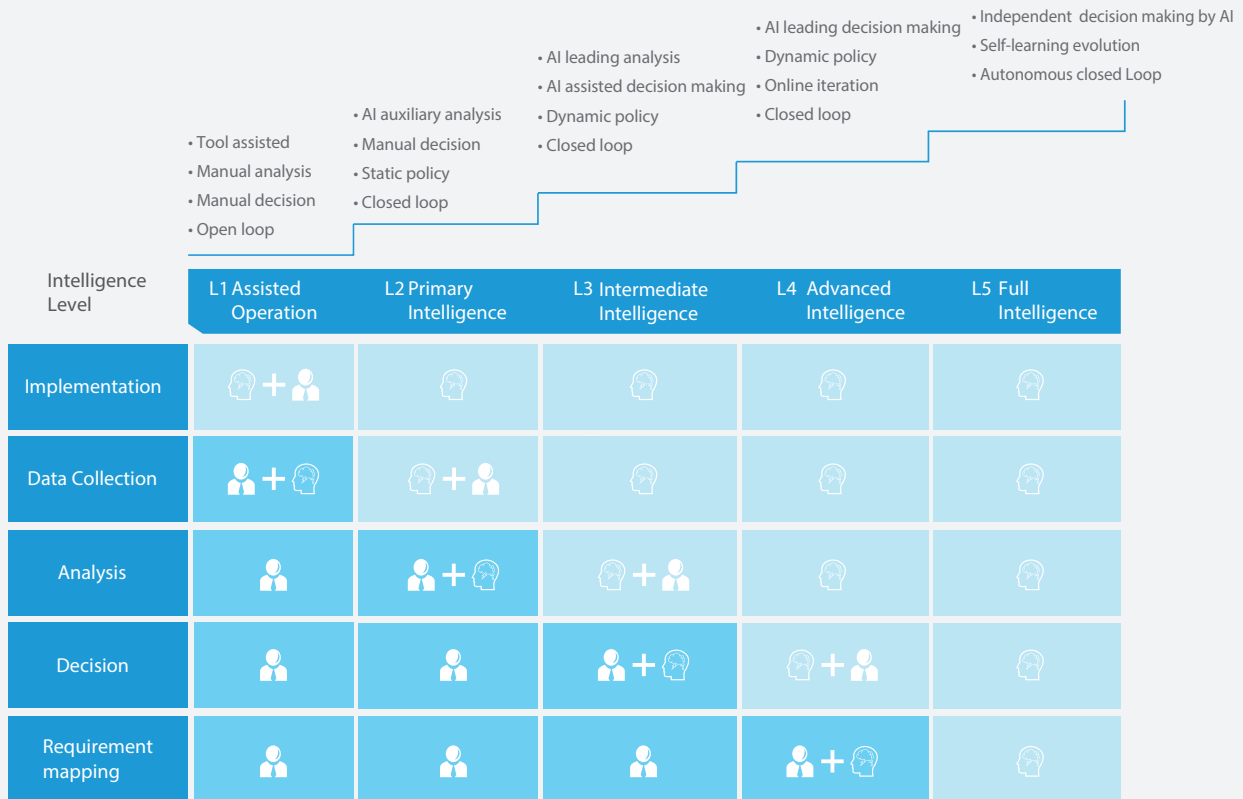 • Tool assisted
• Manual analysis
• Manual decision
• Open loop
• AI auxiliary analysis
• Manual decision
• Static policy
• Closed loop
• AI leading analysis
• AI assisted decision making
• Dynamic policy
• Closed loop
• AI leading decision making
• Dynamic policy
• Online iteration
• Closed loop
• Independent decision making by AI
• Self-learning evolution
• Autonomous closed Loop
Intelligence
Level
L1 Assisted
Operation
L2 Primary
Intelligence
L3 Intermediate
Intelligence
L4 Advanced
Intelligence
L5 Full
Intelligence
Implementation
Data Collection
Analysis
Decision
Requirement
mapping